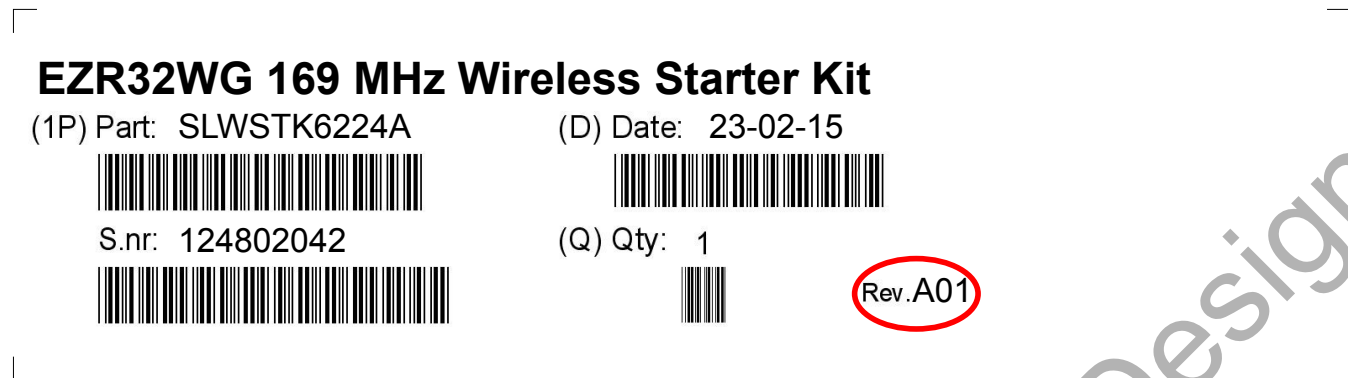 EZR32WG 169 MHz Wireless Starter Kit
(1P) Part: SLWSTK6224A (D) Date: 23-02-15
S.nr: 124802042 (Q) Qty: 1
Rev.A01